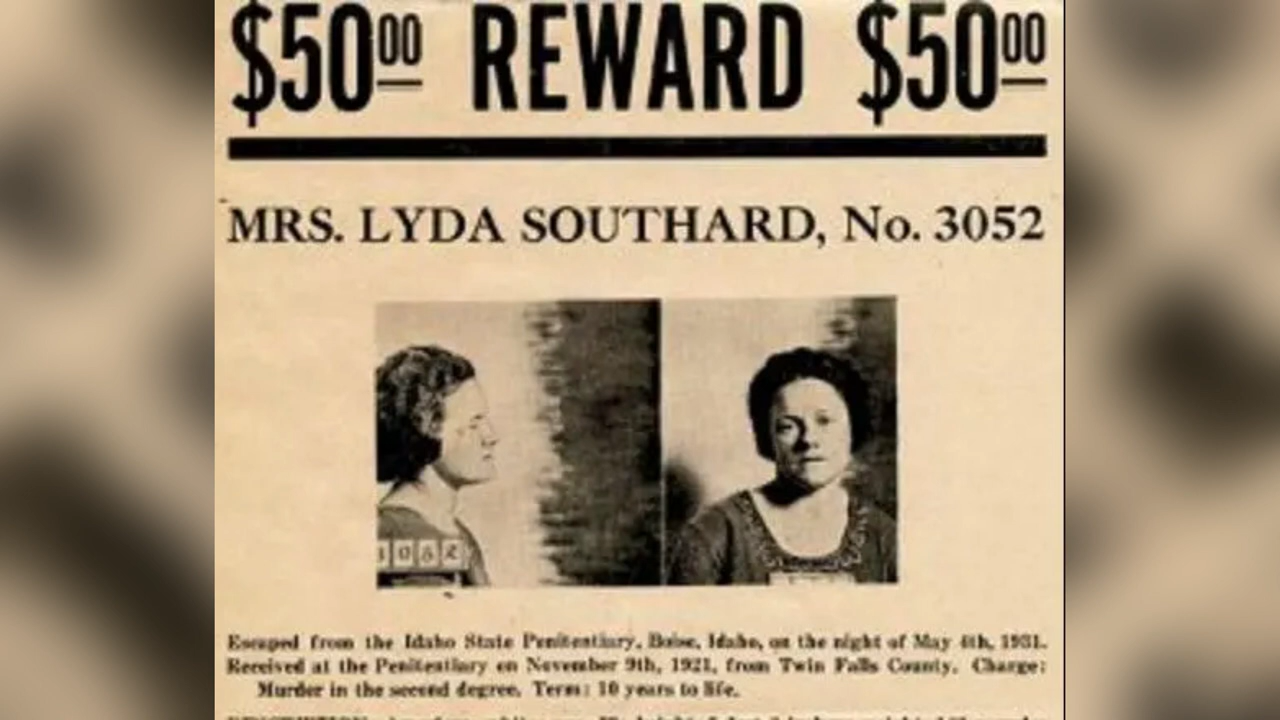 $50 00 REWARD $50 00
MRS. LYDA SOUTHARD, No. 3052
Escaped from the Idaho State Penitentiary, Boise, Idaho, on the night of May 4th, 1931.
Received at the Penitentiary on November 9th, 1921, from Twin Falls County. Charge:
Murder in the second degree. Term: 10 years to life.